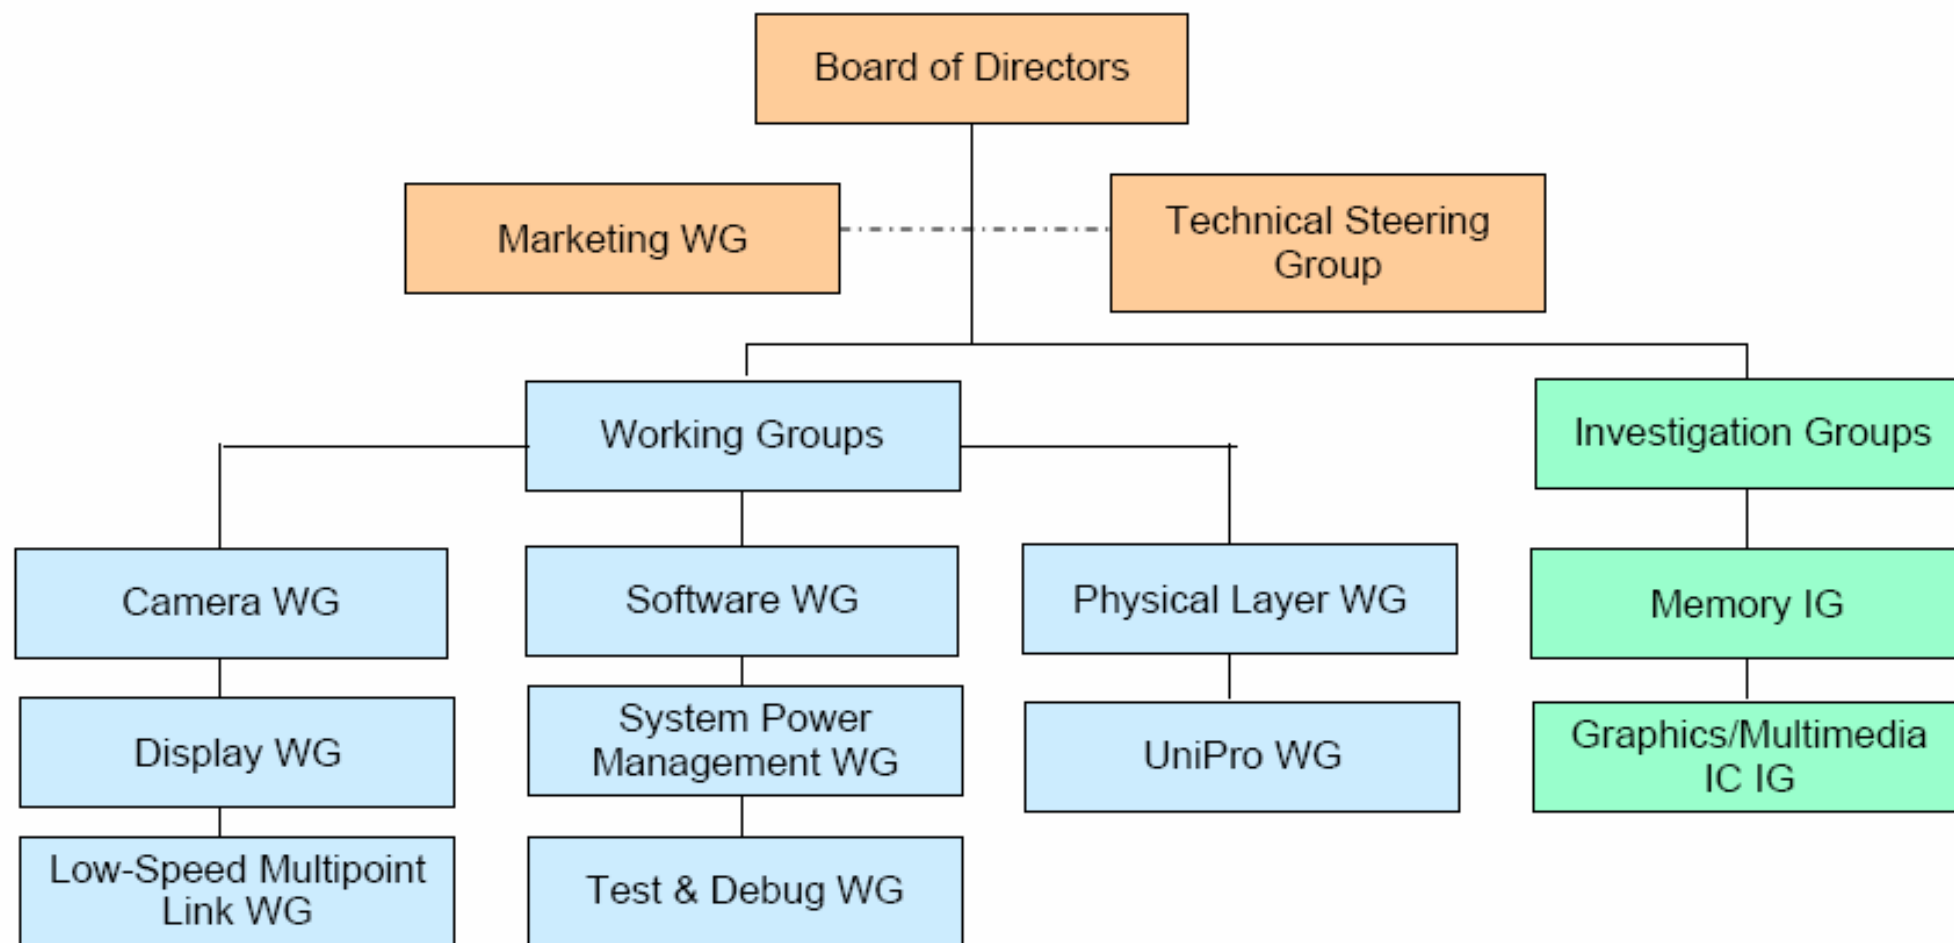 Board of Directors
Marketing WG
Technical Steering
Group
Working Groups
Investigation Groups
Camera WG
Software WG
Physical Layer WG
Memory IG
Display WG
System Power
Management WG
UniPro WG
Graphics/Multimedia
IC IG
Low-Speed Multipoint
Link WG
Test & Debug WG